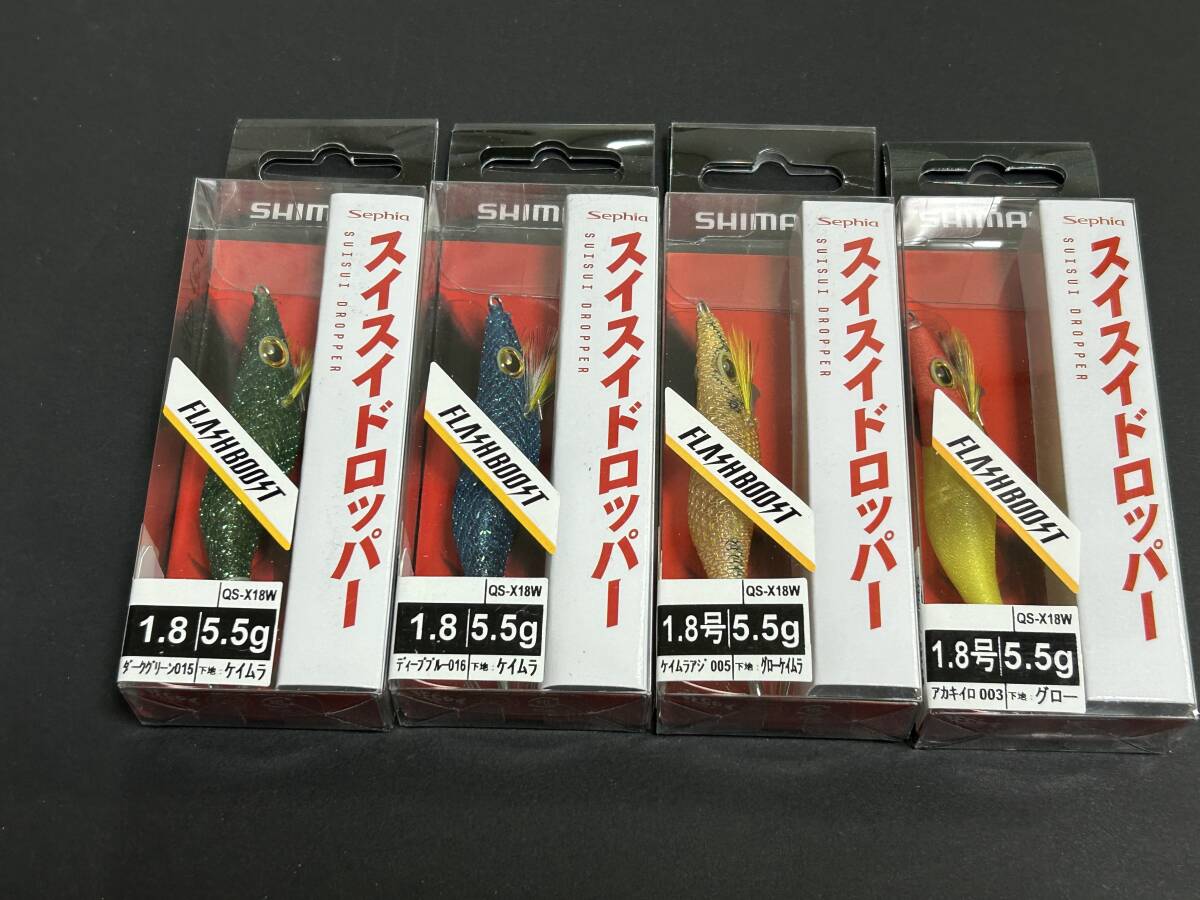 SHIMA
Sephia
SUISUI DROPPER
スイスイドロッパー
FLASHBOOST
QS-X18W
1.8 5.5g
ダークグリーン015 下地:ケイムラ
SHIMA
Sephia
SUISUI DROPPER
スイスイドロッパー
FLASHBOOST
QS-X18W
1.8 5.5g
ディープブルー016 下地:ケイムラ
SHIMA
Sephia
SUISUI DROPPER
スイスイドロッパー
FLASHBOOST
QS-X18W
1.8号 5.5g
ケイムラアジ 005 下地:グローケイムラ
SHIMA
Sephia
SUISUI DROPPER
スイスイドロッパー
FLASHBOOST
QS-X18W
1.8号 5.5g
アカキイロ 003 下地:グロー